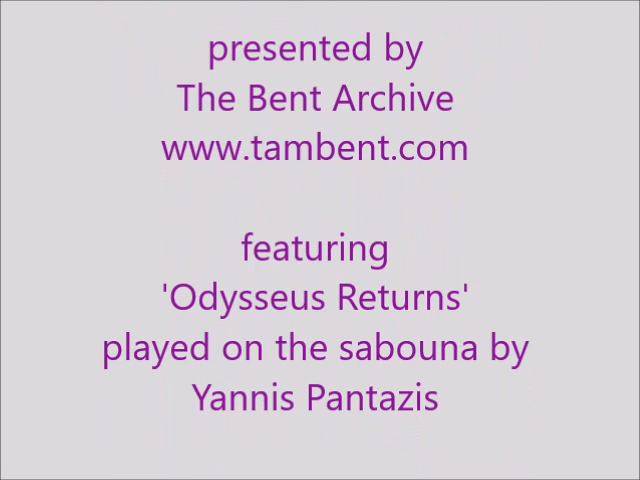 presented by
The Bent Archive
www.tambent.com
featuring
'Odysseus Returns'
played on the sabouna by
Yannis Pantazis